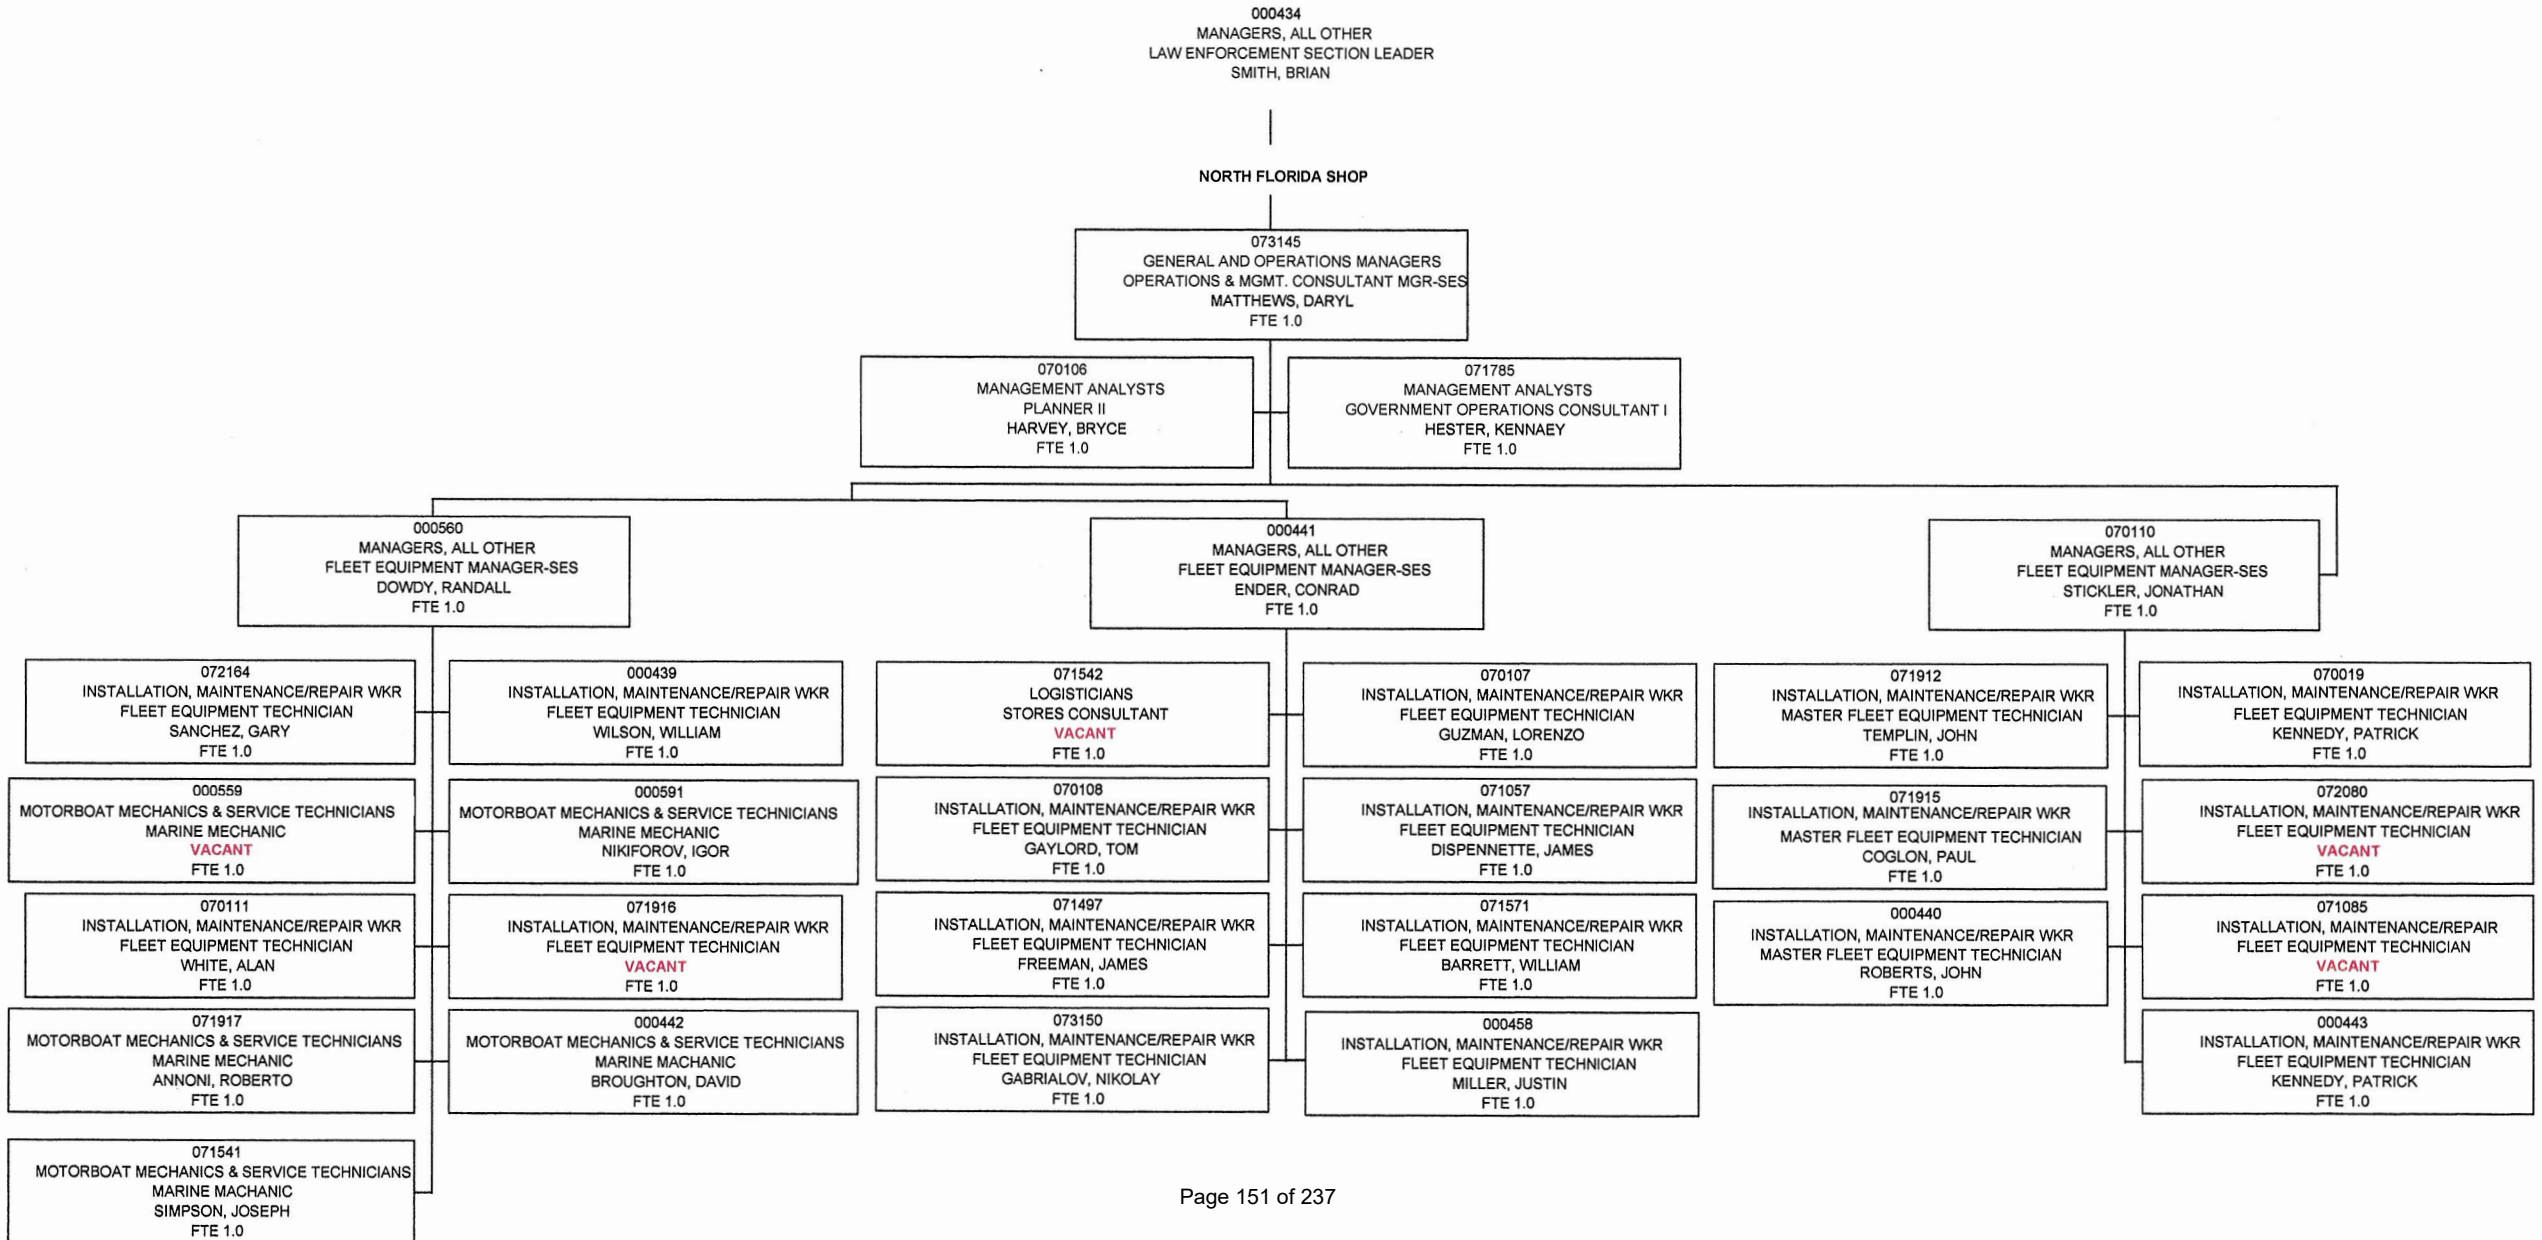 000434
MANAGERS, ALL OTHER
LAW ENFORCEMENT SECTION LEADER
SMITH, BRIAN
NORTH FLORIDA SHOP
073145
GENERAL AND OPERATIONS MANAGERS
OPERATIONS & MGMT. CONSULTANT MGR-SES
MATTHEWS, DARYL
FTE 1.0
070106
MANAGEMENT ANALYSTS
PLANNER II
HARVEY, BRYCE
FTE 1.0
071785
MANAGEMENT ANALYSTS
GOVERNMENT OPERATIONS CONSULTANT I
HESTER, KENNAEY
FTE 1.0
000560
MANAGERS, ALL OTHER
FLEET EQUIPMENT MANAGER-SES
DOWDY, RANDALL
FTE 1.0
000441
MANAGERS, ALL OTHER
FLEET EQUIPMENT MANAGER-SES
ENDER, CONRAD
FTE 1.0
070110
MANAGERS, ALL OTHER
FLEET EQUIPMENT MANAGER-SES
STICKLER, JONATHAN
FTE 1.0
072164
INSTALLATION, MAINTENANCE/REPAIR WKR
FLEET EQUIPMENT TECHNICIAN
SANCHEZ, GARY
FTE 1.0
000439
INSTALLATION, MAINTENANCE/REPAIR WKR
FLEET EQUIPMENT TECHNICIAN
WILSON, WILLIAM
FTE 1.0
071542
LOGISTICIANS
STORES CONSULTANT
VACANT
FTE 1.0
070107
INSTALLATION, MAINTENANCE/REPAIR WKR
FLEET EQUIPMENT TECHNICIAN
GUZMAN, LORENZO
FTE 1.0
071912
INSTALLATION, MAINTENANCE/REPAIR WKR
MASTER FLEET EQUIPMENT TECHNICIAN
TEMPLIN, JOHN
FTE 1.0
070019
INSTALLATION, MAINTENANCE/REPAIR WKR
FLEET EQUIPMENT TECHNICIAN
KENNEDY, PATRICK
FTE 1.0
000559
MOTORBOAT MECHANICS & SERVICE TECHNICIANS
MARINE MECHANIC
VACANT
FTE 1.0
000591
MOTORBOAT MECHANICS & SERVICE TECHNICIANS
MARINE MECHANIC
NIKIFOROV, IGOR
FTE 1.0
070108
INSTALLATION, MAINTENANCE/REPAIR WKR
FLEET EQUIPMENT TECHNICIAN
GAYLORD, TOM
FTE 1.0
071057
INSTALLATION, MAINTENANCE/REPAIR WKR
FLEET EQUIPMENT TECHNICIAN
DISPENNETTE, JAMES
FTE 1.0
071915
INSTALLATION, MAINTENANCE/REPAIR WKR
MASTER FLEET EQUIPMENT TECHNICIAN
COGLON, PAUL
FTE 1.0
072080
INSTALLATION, MAINTENANCE/REPAIR WKR
FLEET EQUIPMENT TECHNICIAN
VACANT
FTE 1.0
070111
INSTALLATION, MAINTENANCE/REPAIR WKR
FLEET EQUIPMENT TECHNICIAN
WHITE, ALAN
FTE 1.0
071916
INSTALLATION, MAINTENANCE/REPAIR WKR
FLEET EQUIPMENT TECHNICIAN
VACANT
FTE 1.0
071497
INSTALLATION, MAINTENANCE/REPAIR WKR
FLEET EQUIPMENT TECHNICIAN
FREEMAN, JAMES
FTE 1.0
071571
INSTALLATION, MAINTENANCE/REPAIR WKR
FLEET EQUIPMENT TECHNICIAN
BARRETT, WILLIAM
FTE 1.0
000440
INSTALLATION, MAINTENANCE/REPAIR WKR
MASTER FLEET EQUIPMENT TECHNICIAN
ROBERTS, JOHN
FTE 1.0
071085
INSTALLATION, MAINTENANCE/REPAIR
FLEET EQUIPMENT TECHNICIAN
VACANT
FTE 1.0
071917
MOTORBOAT MECHANICS & SERVICE TECHNICIANS
MARINE MECHANIC
ANNONI, ROBERTO
FTE 1.0
000442
MOTORBOAT MECHANICS & SERVICE TECHNICIANS
MARINE MACHANIC
BROUGHTON, DAVID
FTE 1.0
073150
INSTALLATION, MAINTENANCE/REPAIR WKR
FLEET EQUIPMENT TECHNICIAN
GABRIALOV, NIKOLAY
FTE 1.0
000458
INSTALLATION, MAINTENANCE/REPAIR WKR
FLEET EQUIPMENT TECHNICIAN
MILLER, JUSTIN
FTE 1.0
000443
INSTALLATION, MAINTENANCE/REPAIR WKR
FLEET EQUIPMENT TECHNICIAN
KENNEDY, PATRICK
FTE 1.0
071541
MOTORBOAT MECHANICS & SERVICE TECHNICIANS
MARINE MACHANIC
SIMPSON, JOSEPH
FTE 1.0
Page 151 of 237